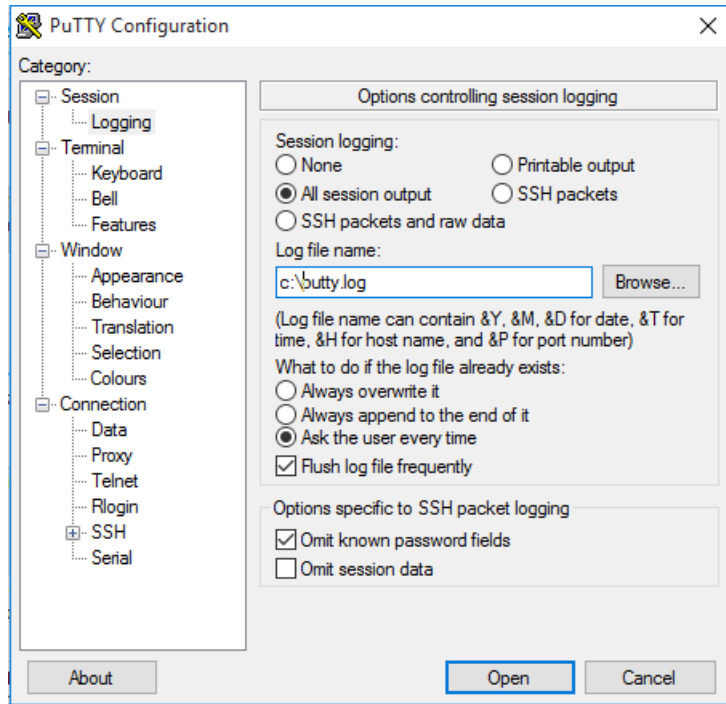 PuTTY Configuration
Category:
Session
Logging
Terminal
Keyboard
Bell
Features
Window
Appearance
Behaviour
Translation
Selection
Colours
Connection
Data
Proxy
Telnet
Rlogin
SSH
Serial
Options controlling session logging
Session logging:
None
Printable output
All session output
SSH packets
SSH packets and raw data
Log file name:
c:\putty.log
Browse...
(Log file name can contain &Y, &M, &D for date, &T for
time, &H for host name, and &P for port number)
What to do if the log file already exists:
Always overwrite it
Always append to the end of it
Ask the user every time
Flush log file frequently
Options specific to SSH packet logging
Omit known password fields
Omit session data
About
Open
Cancel